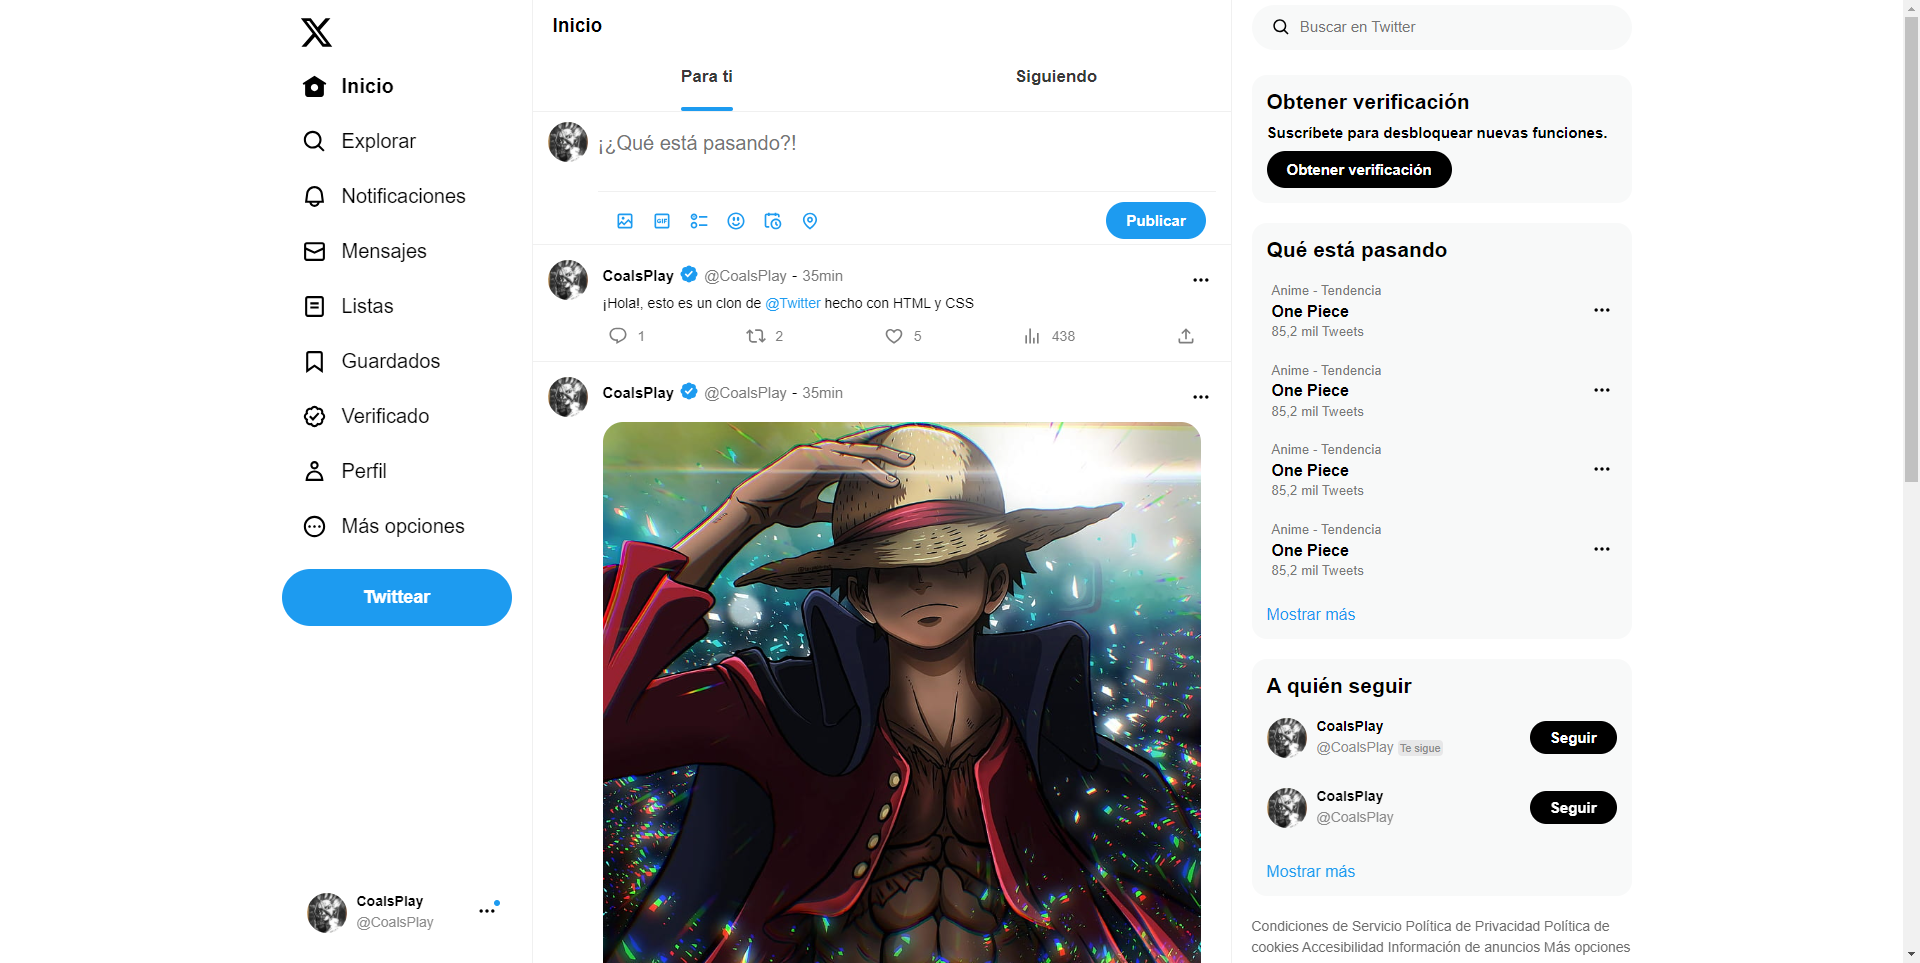 Inicio
Explorar
Notificaciones
Mensajes
Listas
Guardados
Verificado
Perfil
Más opciones
Twittear
CoalsPlay
@CoalsPlay
Inicio
Para ti
Siguiendo
¡¿Qué está pasando?!
GIF
Publicar
CoalsPlay @CoalsPlay - 35min
¡Hola!, esto es un clon de @Twitter hecho con HTML y CSS
1 2 5 438
CoalsPlay @CoalsPlay - 35min
Buscar en Twitter
Obtener verificación
Suscríbete para desbloquear nuevas funciones.
Obtener verificación
Qué está pasando
Anime - Tendencia
One Piece
85,2 mil Tweets
Anime - Tendencia
One Piece
85,2 mil Tweets
Anime - Tendencia
One Piece
85,2 mil Tweets
Anime - Tendencia
One Piece
85,2 mil Tweets
Mostrar más
A quién seguir
CoalsPlay
@CoalsPlay Te sigue
Seguir
CoalsPlay
@CoalsPlay
Seguir
Mostrar más
Condiciones de Servicio Política de Privacidad Política de
cookies Accesibilidad Información de anuncios Más opciones